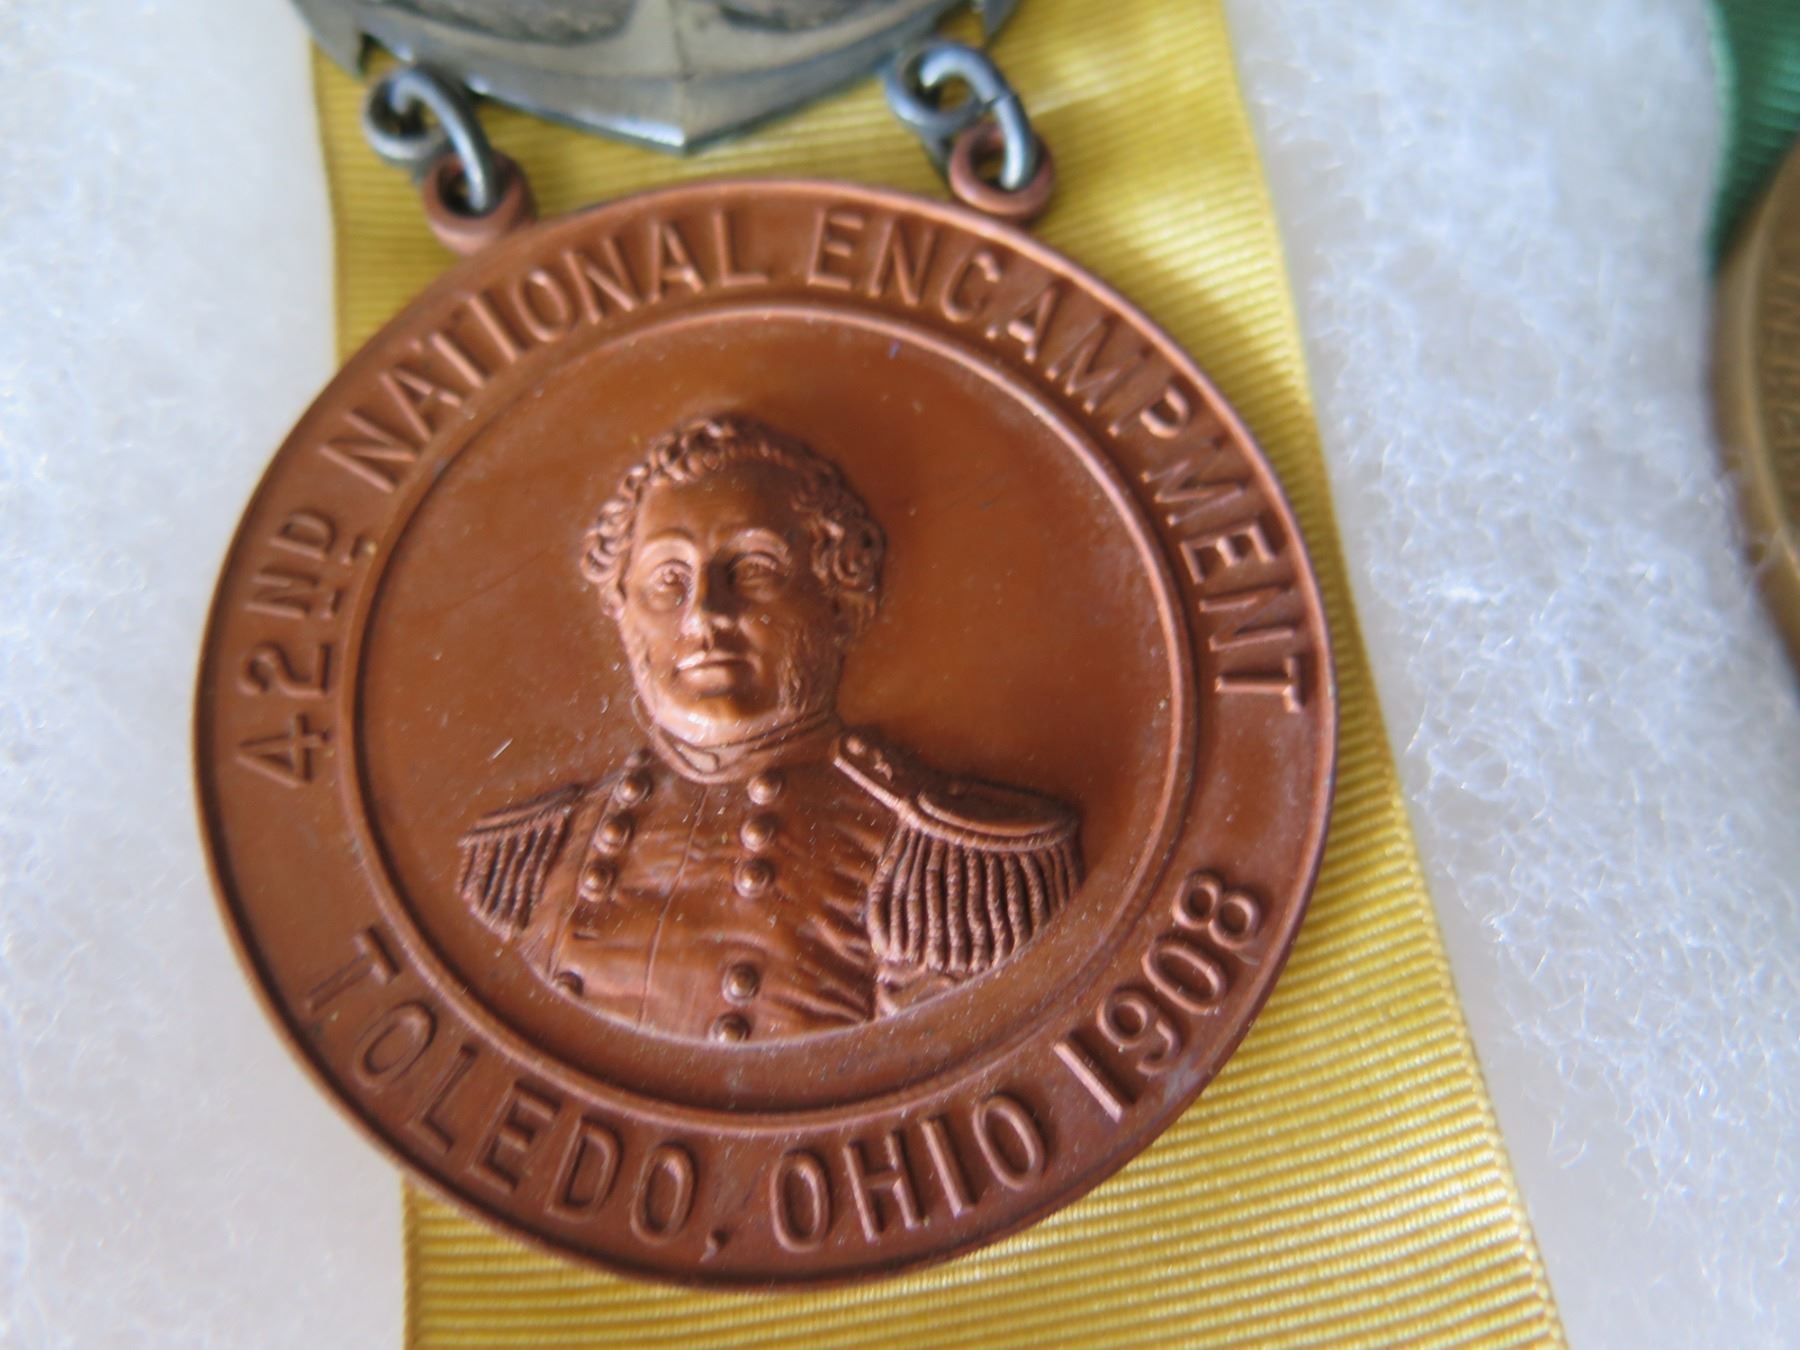 42ND NATIONAL ENCAMPMENT
TOLEDO, OHIO 1908